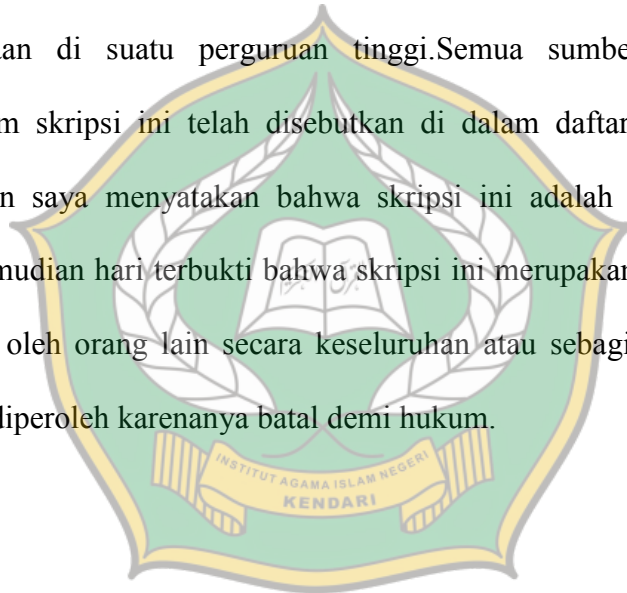 aan di suatu perguruan tinggi.Semua sumbe
m skripsi ini telah disebutkan di dalam daftar
n saya menyatakan bahwa skripsi ini adalah
mudian hari terbukti bahwa skripsi ini merupakan
oleh orang lain secara keseluruhan atau sebagi
diperoleh karenanya batal demi hukum.
INSTITUT AGAMA ISLAM NEGERI
KENDARI